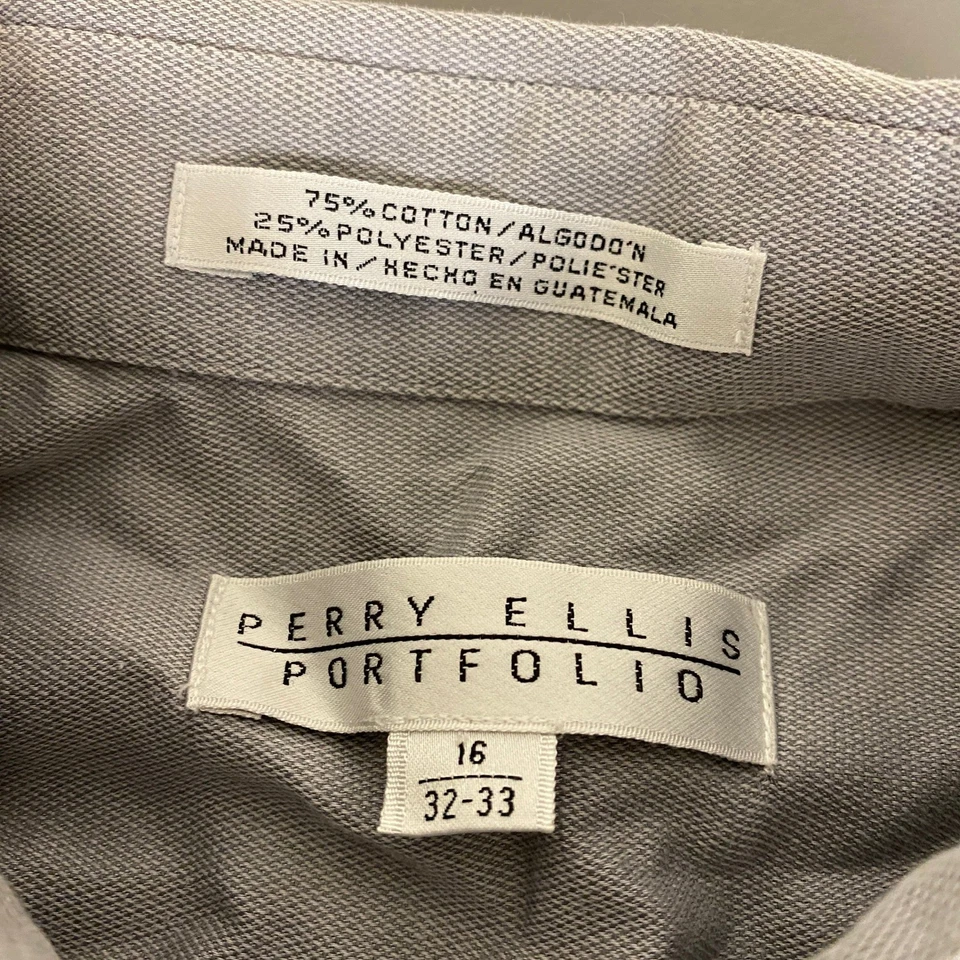 75% COTTON/ALGODO'N
25% POLYESTER/POLIE'STER
MADE IN/HECHO EN GUATEMALA
PERRY ELLIS
PORTFOLIO
16
32-33